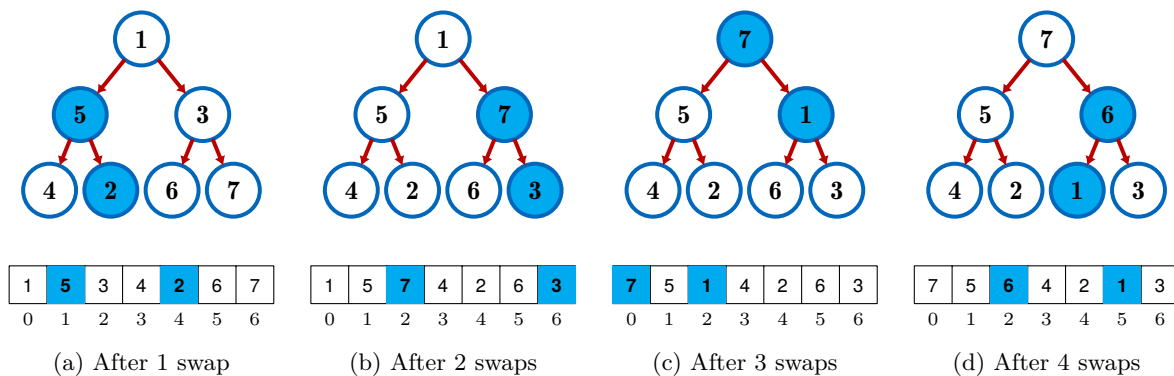 1 1 7 7
5 3 5 7 5 1 5 6
4 2 6 7 4 2 6 3 4 2 6 3 4 2 1 3
1 5 3 4 2 6 7 1 5 7 4 2 6 3 7 5 1 4 2 6 3 7 5 6 4 2 1 3
0 1 2 3 4 5 6 0 1 2 3 4 5 6 0 1 2 3 4 5 6 0 1 2 3 4 5 6
(a) After 1 swap (b) After 2 swaps (c) After 3 swaps (d) After 4 swaps